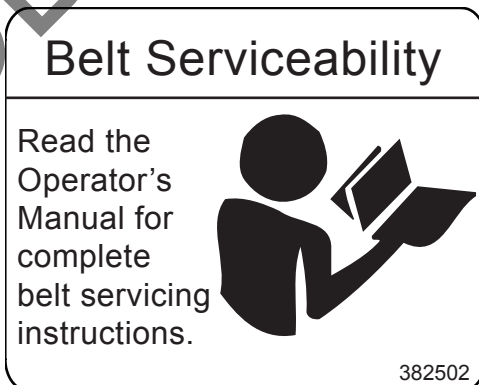 Belt Serviceability
Read the
Operator’s
Manual for
complete
belt servicing
instructions.
382502